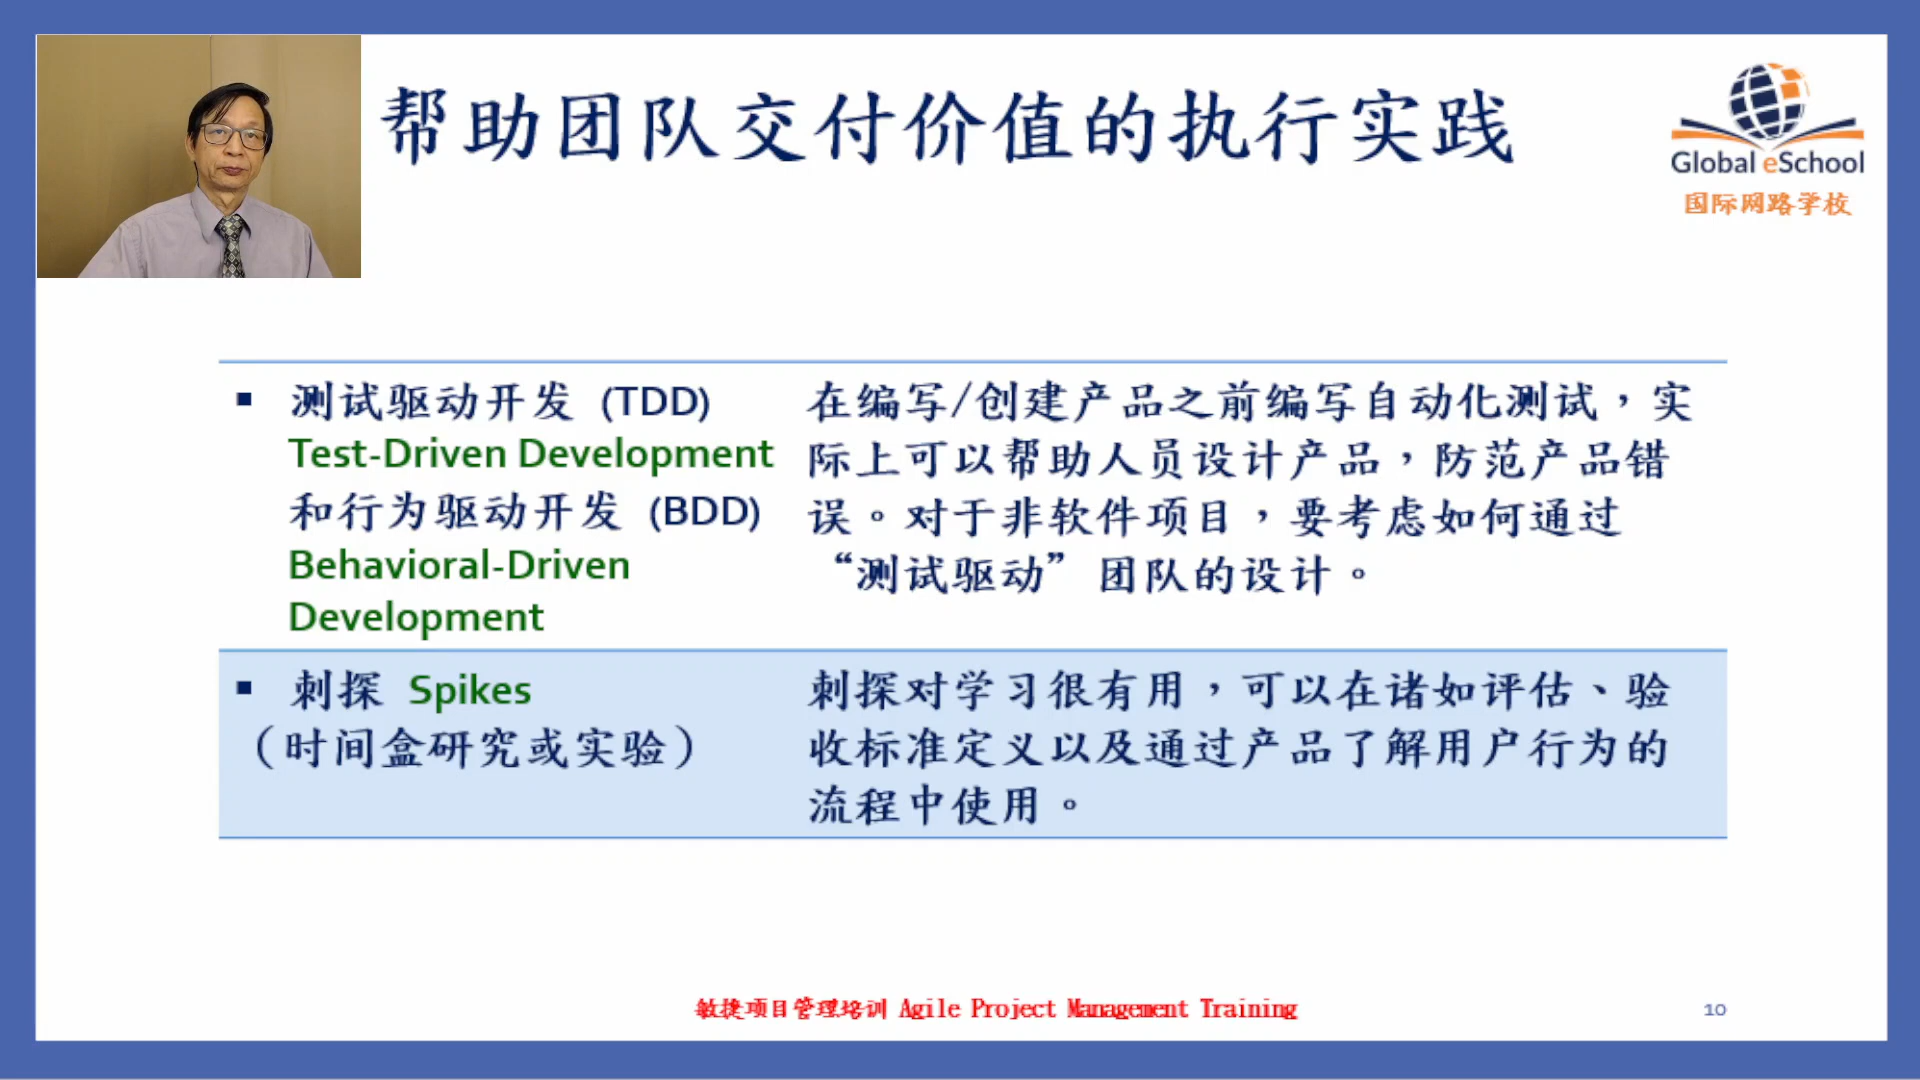 帮助团队交付价值的执行实践
Global eSchool
国际网路学校
▪ 测试驱动开发 (TDD)
Test-Driven Development
和行为驱动开发 (BDD)
Behavioral-Driven
Development
在编写/创建产品之前编写自动化测试，实
际上可以帮助人员设计产品，防范产品错
误。对于非软件项目，要考虑如何通过
“测试驱动”团队的设计。
▪ 刺探 Spikes
（时间盒研究或实验）
刺探对学习很有用，可以在诸如评估、验
收标准定义以及通过产品了解用户行为的
流程中使用。
敏捷项目管理培训 Agile Project Management Training
10